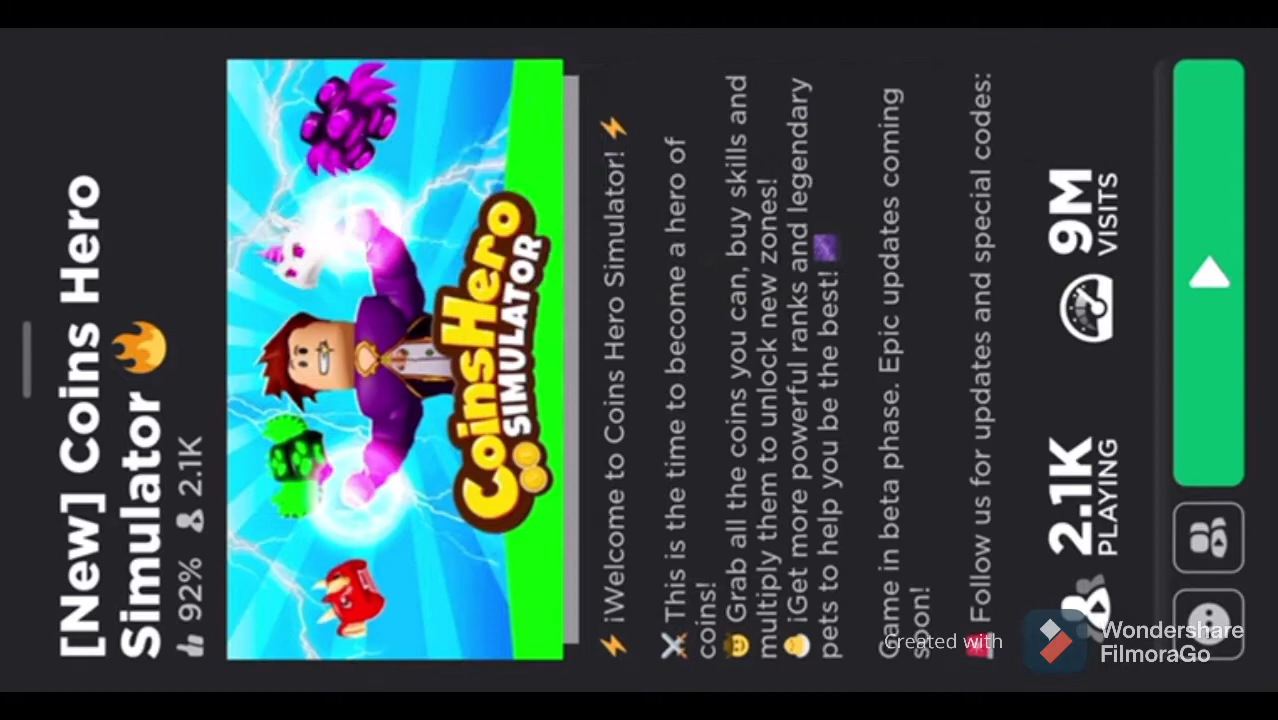 [New] Coins Hero
Simulator 🔥
92% 2.1K
Coins Hero
SIMULATOR
⚡ ¡Welcome to Coins Hero Simulator! ⚡
⚔️This is the time to become a hero of
coins!
🤠Grab all the coins you can, buy skills and
multiply them to unlock new zones!
¡Get more powerful ranks and legendary
pets to help you be the best! 🌌
Game in beta phase. Epic updates coming
soon!
🚨Follow us for updates and special codes:
2.1K
PLAYING
9M
VISITS
Created with
Wondershare
FilmoraGo